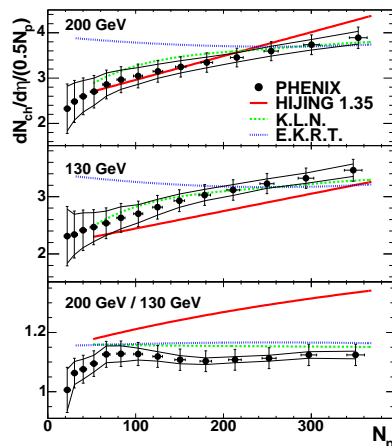 dN_ch/dη/(0.5N_p)
200 GeV
4
3
2
PHENIX
HIJING 1.35
K.L.N.
E.K.R.T.
130 GeV
3
2
200 GeV / 130 GeV
1.2
1
0 100 200 300
N